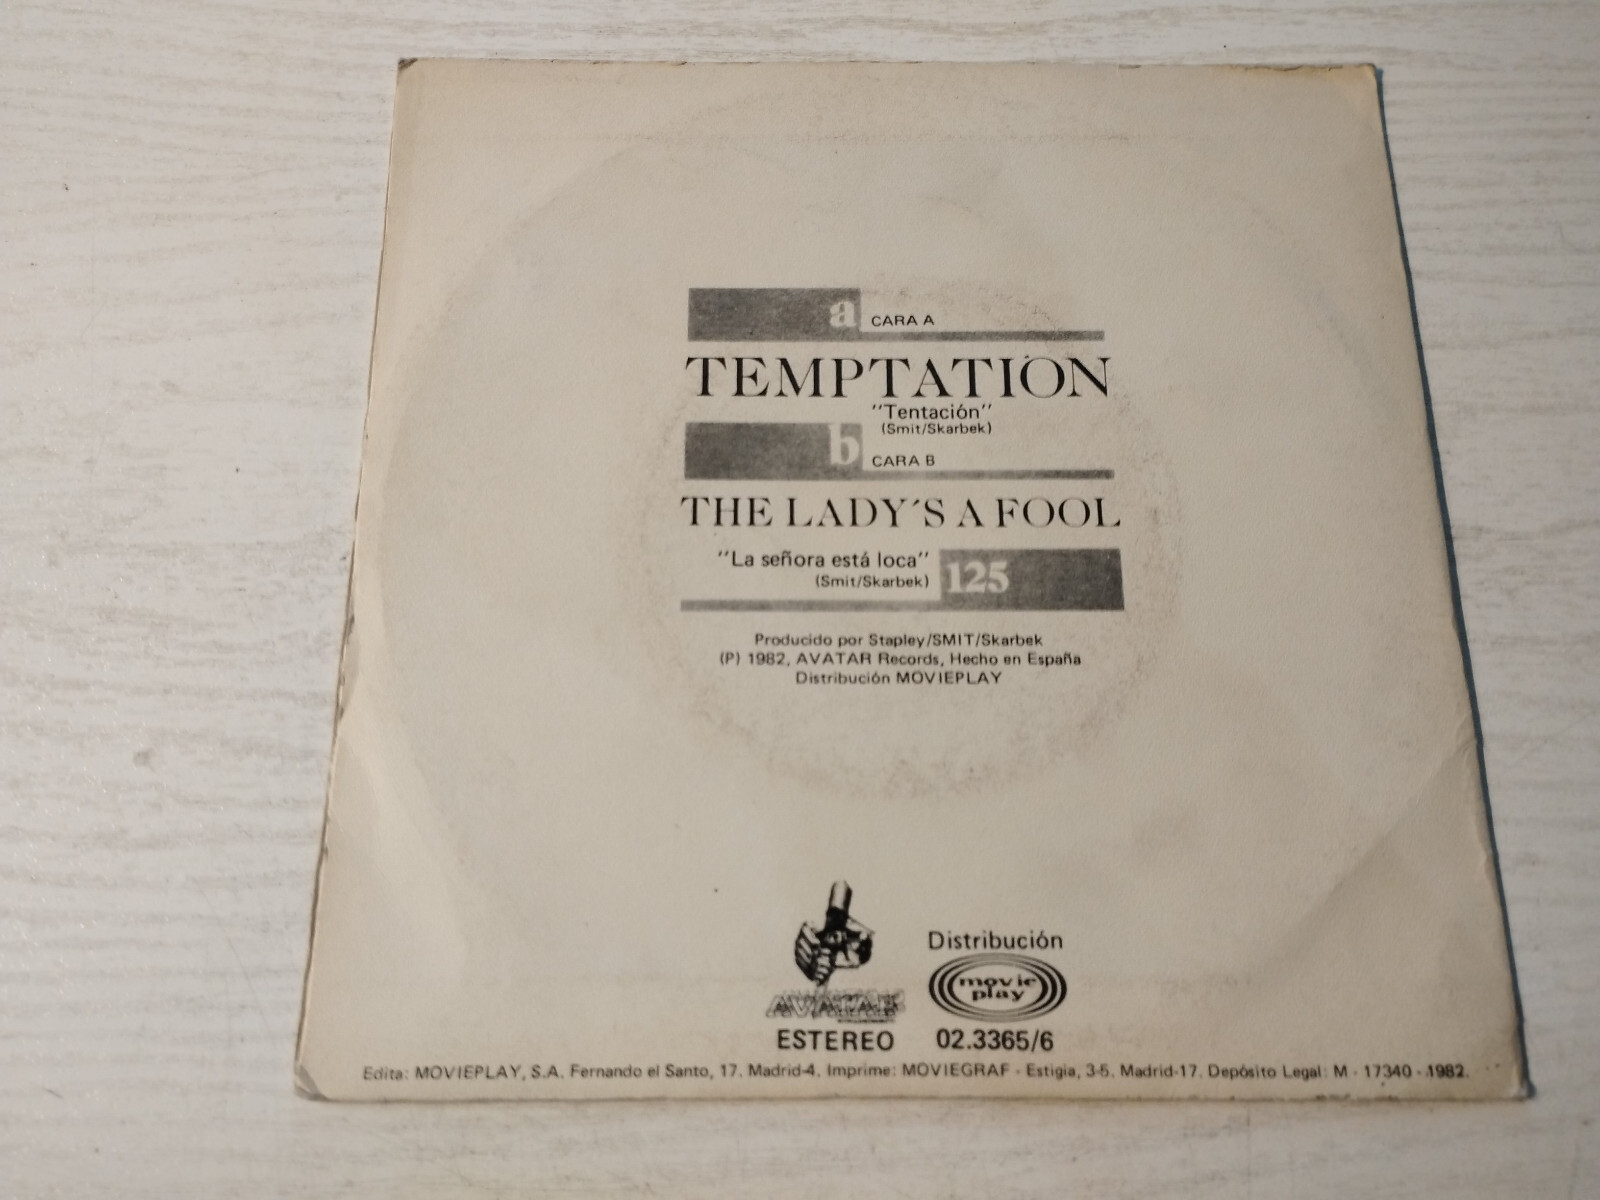 a CARA A
TEMPTATION
"Tentación"
(Smit/Skarbek)
b CARA B
THE LADY´S A FOOL
"La señora está loca"
(Smit/Skarbek)
125
Producido por Stapley/SMIT/Skarbek
(P) 1982, AVATAR Records, Hecho en España
Distribución MOVIEPLAY
Distribución
movie
play
AVATAR
ESTEREO 02.3365/6
Edita: MOVIEPLAY, S.A. Fernando el Santo, 17. Madrid-4. Imprime: MOVIEGRAF - Estigia, 3-5. Madrid-17. Depósito Legal: M - 17340 - 1982.